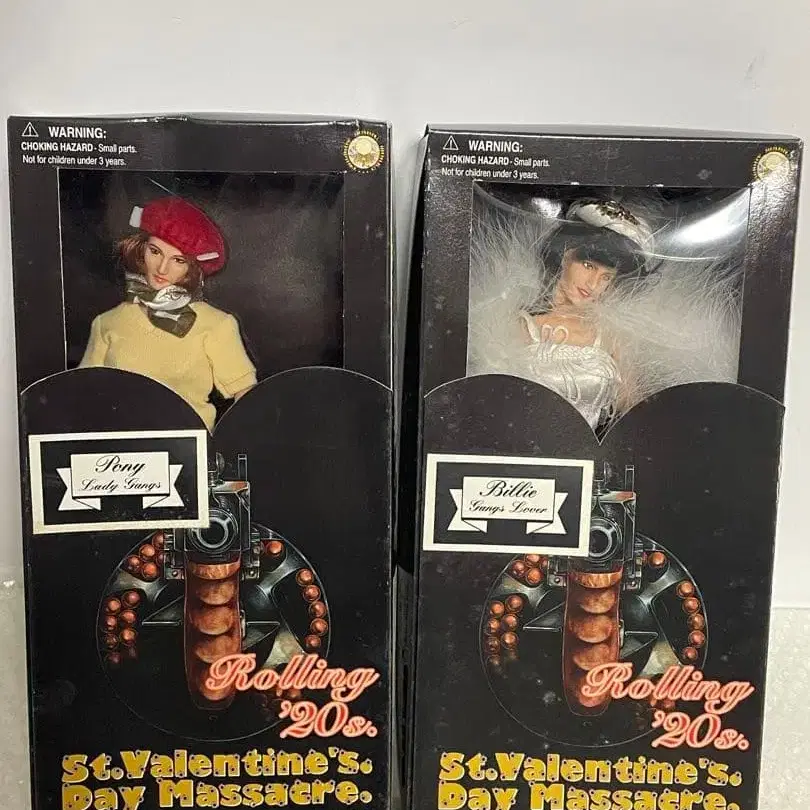 WARNING:
CHOKING HAZARD - Small parts.
Not for children under 3 years.
Pony
Lady Gangs
Rolling
'20s.
St.Valentine's.
Day Massacre.
WARNING:
CHOKING HAZARD - Small parts.
Not for children under 3 years.
Billie
Gangs Lover
Rolling
'20s.
St.Valentine's.
Day Massacre.